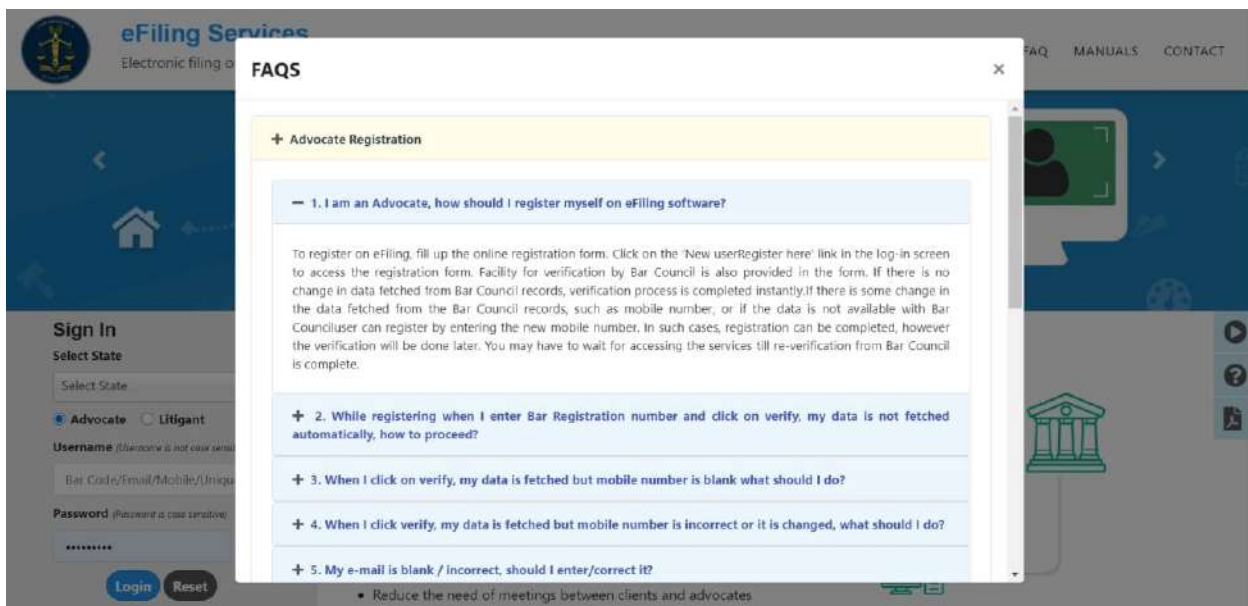 eFiling Services
Electronic filing o
FAQ MANUALS CONTACT
FAQS
×
+ Advocate Registration
− 1. I am an Advocate, how should I register myself on eFiling software?
To register on eFiling, fill up the online registration form. Click on the 'New userRegister here' link in the log-in screen
to access the registration form. Facility for verification by Bar Council is also provided in the form. If there is no
change in data fetched from Bar Council records, verification process is completed instantly.If there is some change in
the data fetched from the Bar Council records, such as mobile number, or if the data is not available with Bar
Counciluser can register by entering the new mobile number. In such cases, registration can be completed, however
the verification will be done later. You may have to wait for accessing the services till re-verification from Bar Council
is complete.
+ 2. While registering when I enter Bar Registration number and click on verify, my data is not fetched
automatically, how to proceed?
+ 3. When I click on verify, my data is fetched but mobile number is blank what should I do?
+ 4. When I click verify, my data is fetched but mobile number is incorrect or it is changed, what should I do?
+ 5. My e-mail is blank / incorrect, should I enter/correct it?
Sign In
Select State
Select State
Advocate Litigant
Username (Username is not case sensi
Bar Code/Email/Mobile/Uniqu
Password (Password is case sensitive)
Login Reset
• Reduce the need of meetings between clients and advocates